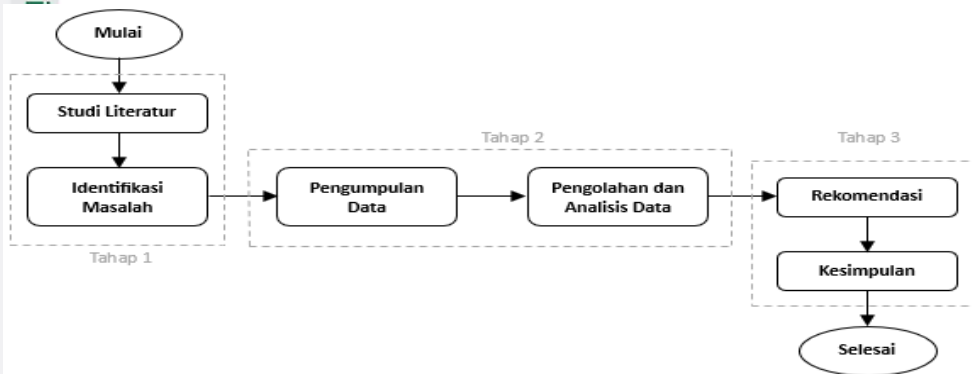 Mulai
Studi Literatur
Identifikasi
Masalah
Tahap 1
Tahap 2
Pengumpulan
Data
Pengolahan dan
Analisis Data
Tahap 3
Rekomendasi
Kesimpulan
Selesai